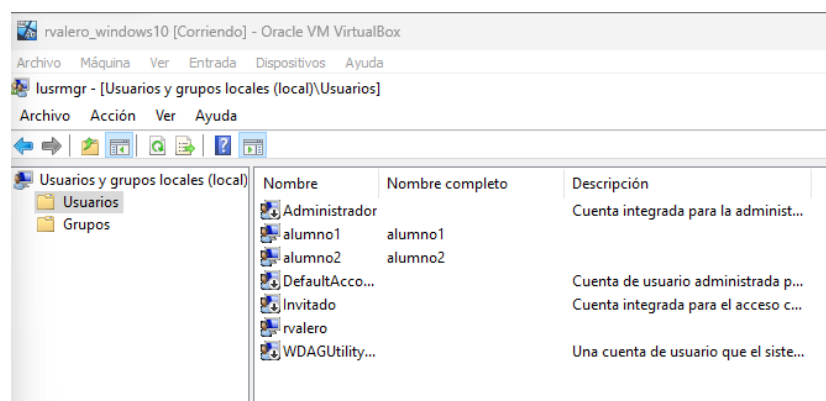 rvalero_windows10 [Corriendo] - Oracle VM VirtualBox
Archivo Máquina Ver Entrada Dispositivos Ayuda
lusrmgr - [Usuarios y grupos locales (local)\Usuarios]
Archivo Acción Ver Ayuda
Usuarios y grupos locales (local)
Usuarios
Grupos
Nombre Nombre completo Descripción
Administrador Cuenta integrada para la administ...
alumno1 alumno1
alumno2 alumno2
DefaultAcco... Cuenta de usuario administrada p...
Invitado Cuenta integrada para el acceso c...
rvalero
WDAGUtility... Una cuenta de usuario que el siste...